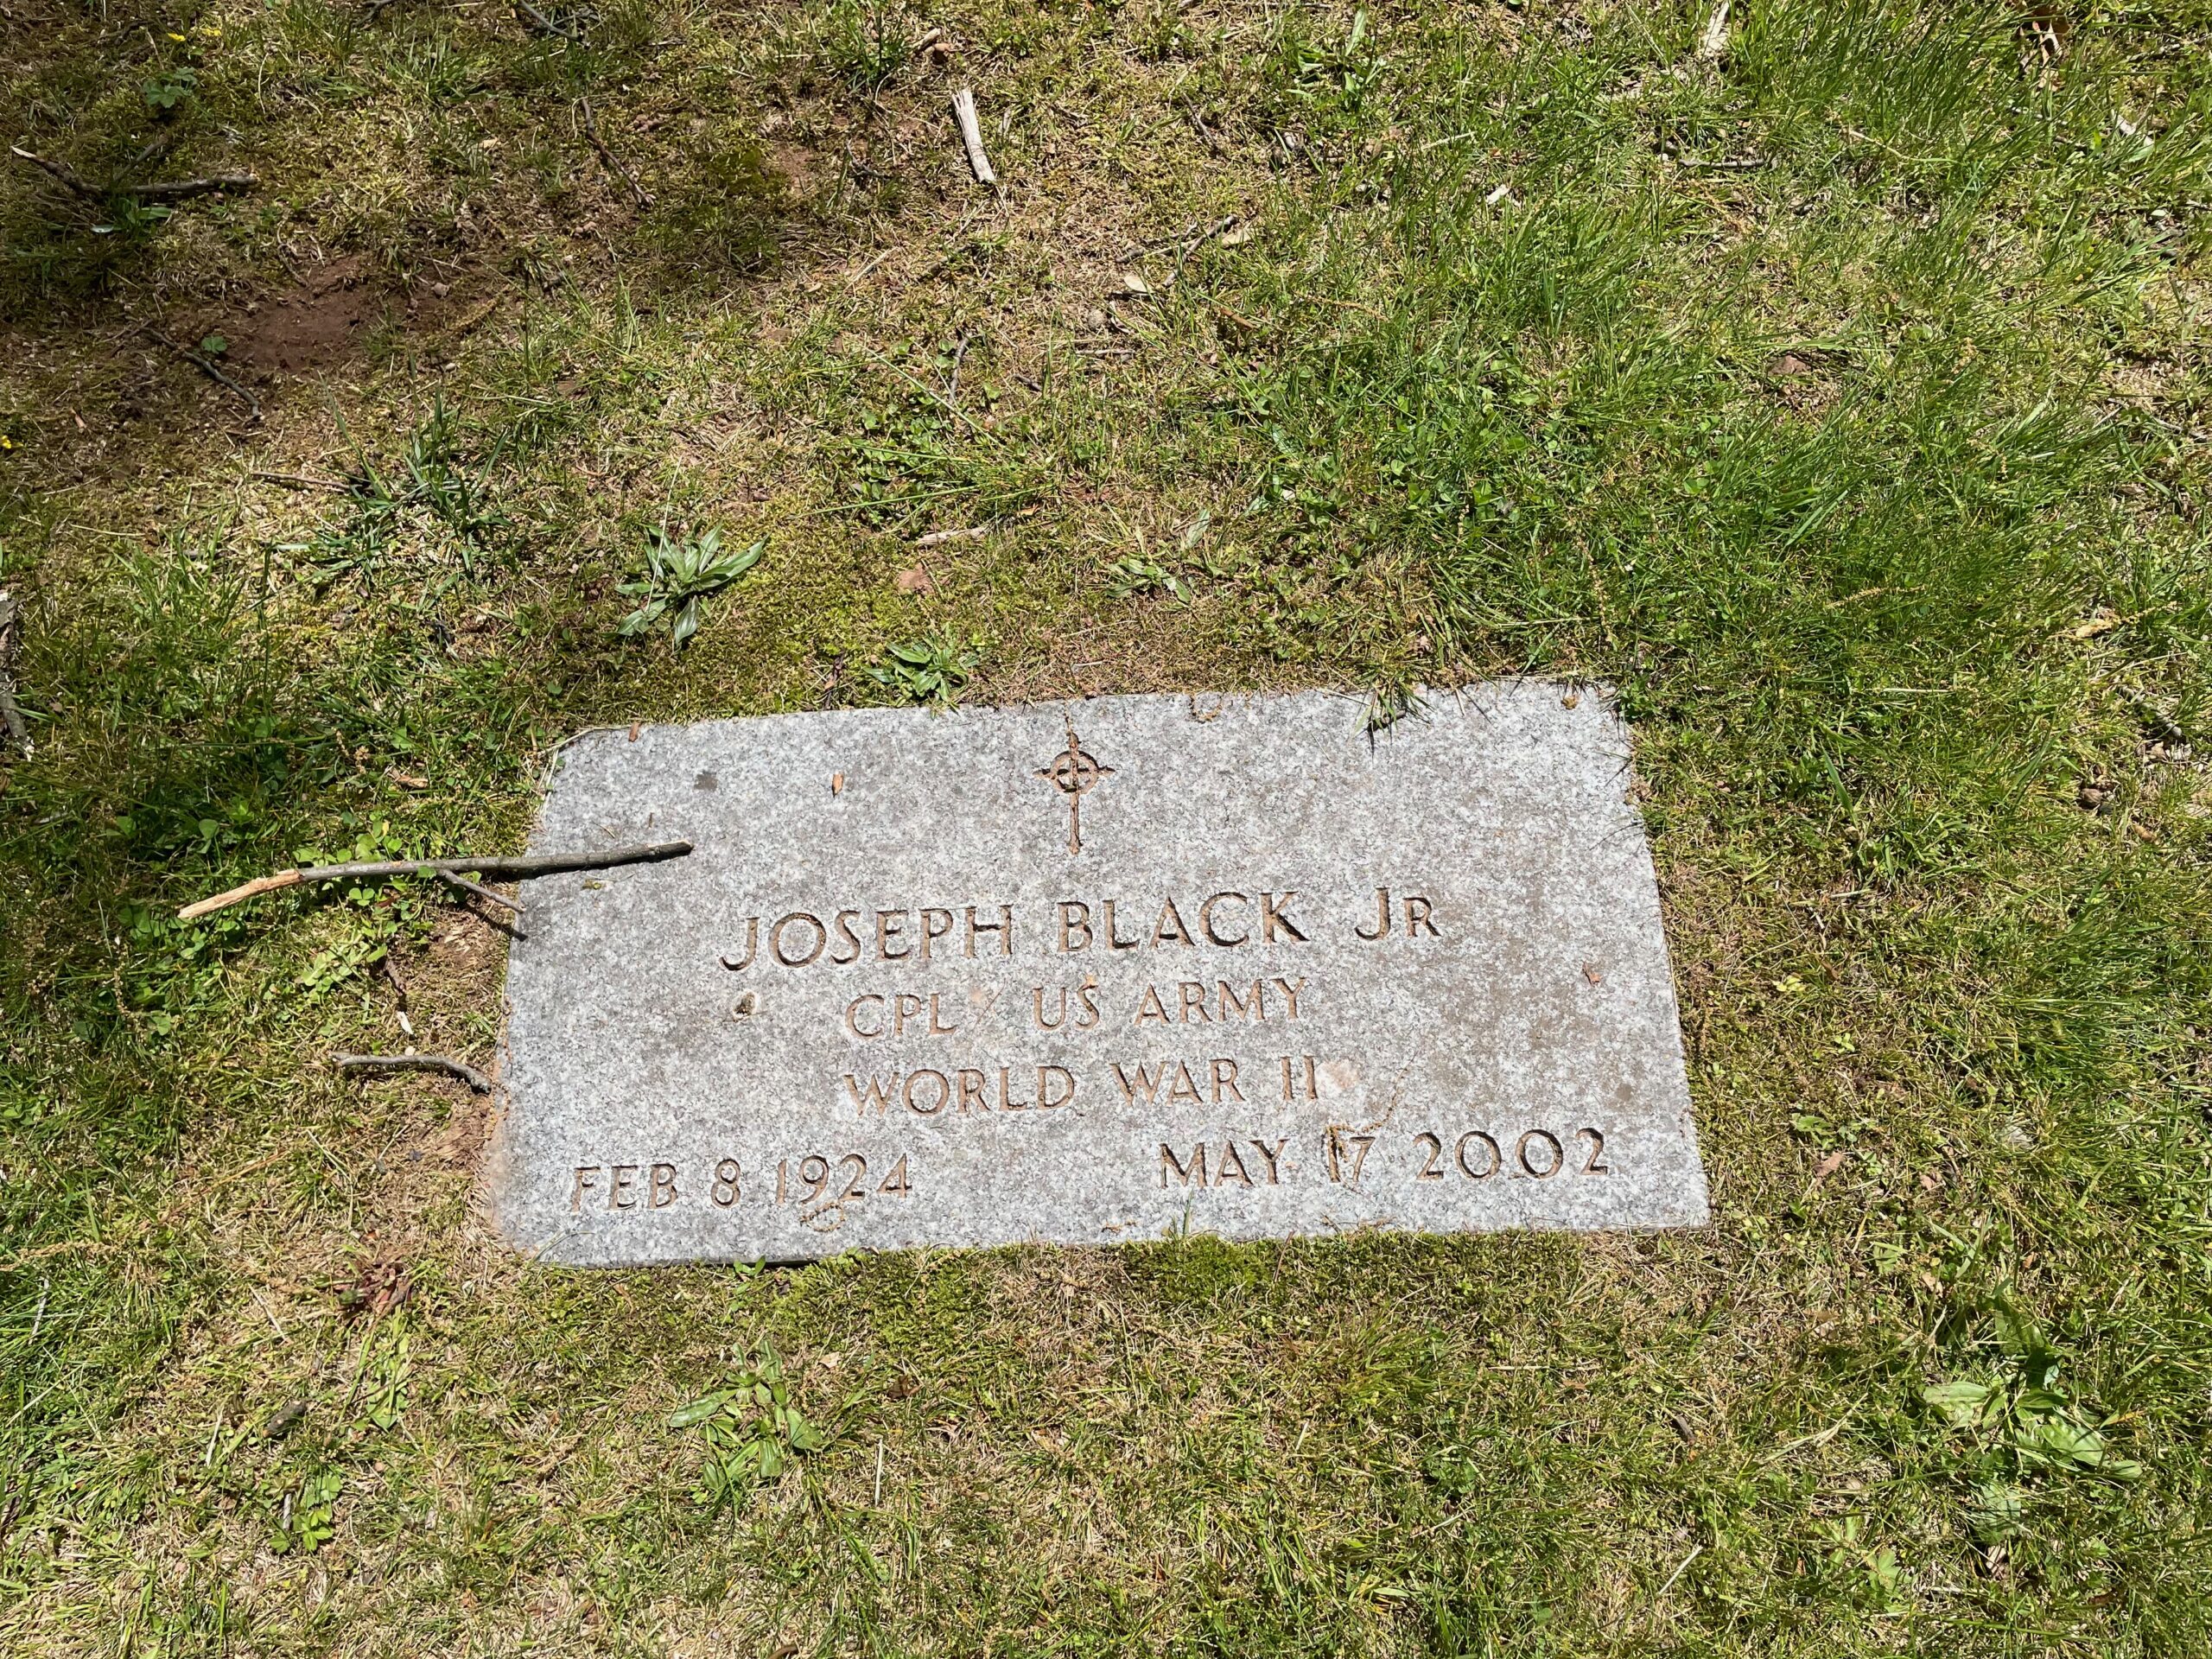 JOSEPH BLACK JR
CPL US ARMY
WORLD WAR II
FEB 8 1924 MAY 17 2002